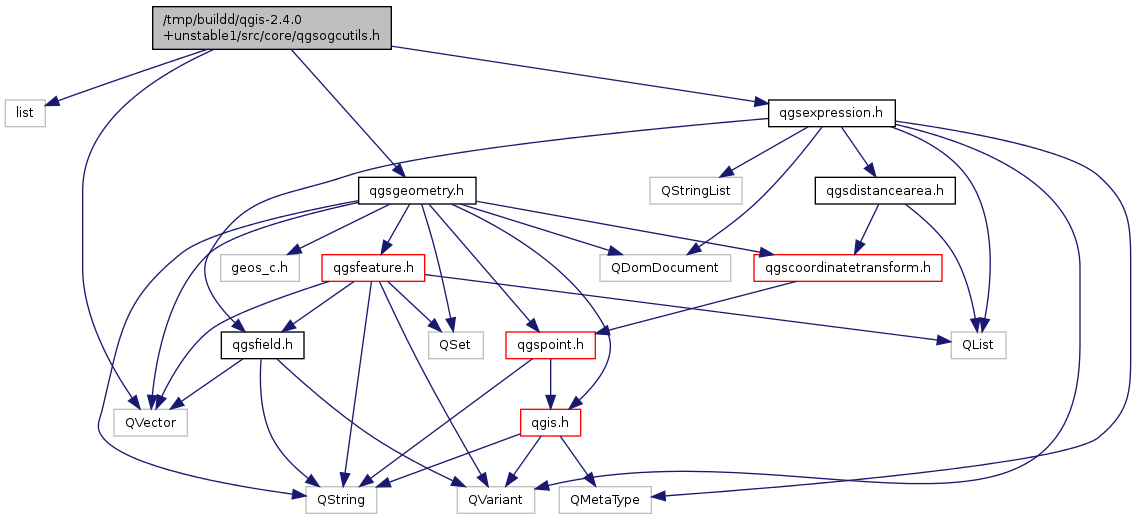 /tmp/buildd/qgis-2.4.0
+unstable1/src/core/qgsogcutils.h
list
qgsexpression.h
qgsgeometry.h
QStringList
qgsdistancearea.h
geos_c.h
qgsfeature.h
QDomDocument
qgscoordinatetransform.h
qgsfield.h
QSet
qgspoint.h
QList
QVector
qgis.h
QString
QVariant
QMetaType